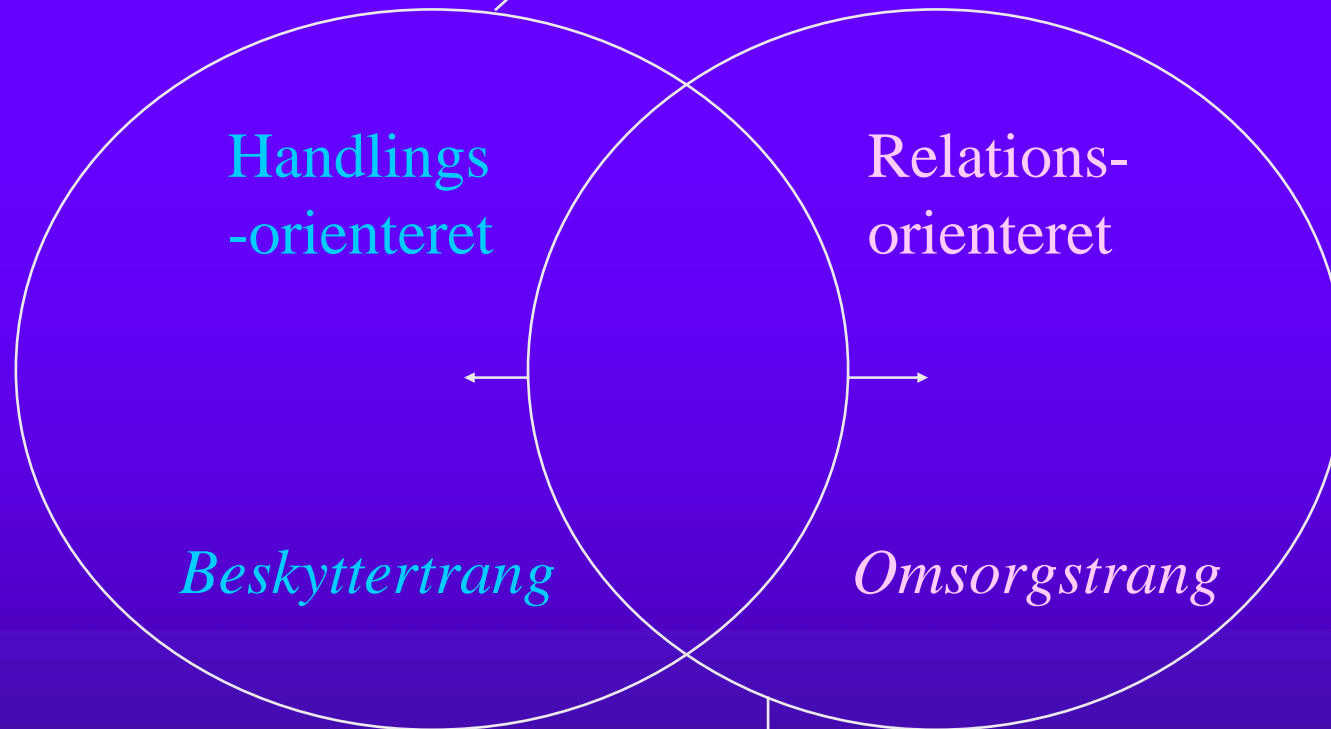 Handlings
-orienteret
Relations-
orienteret
Beskyttertrang
Omsorgstrang